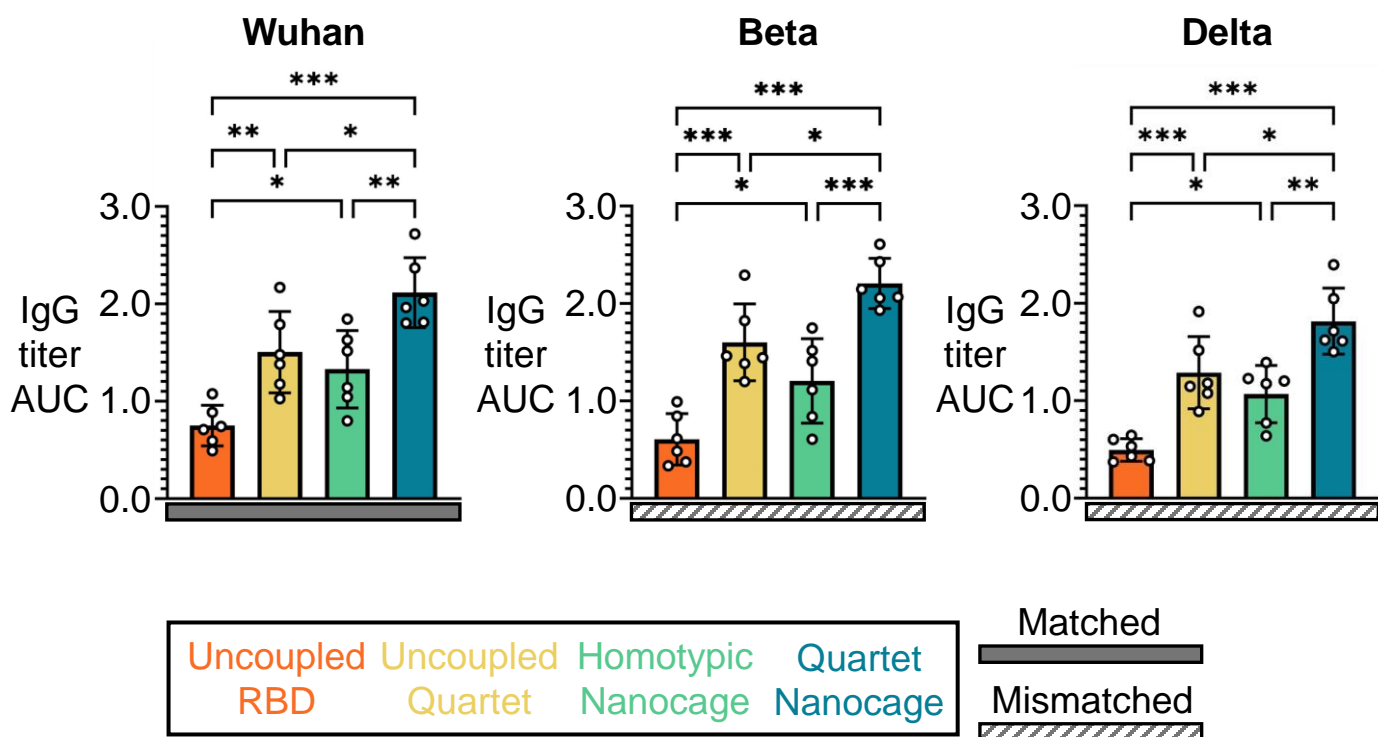 Wuhan
***
**
*
*
**
3.0
2.0
1.0
0.0
IgG
titer
AUC
Beta
***
***
*
*
***
3.0
2.0
1.0
0.0
IgG
titer
AUC
Delta
***
***
*
*
**
3.0
2.0
1.0
0.0
IgG
titer
AUC
Uncoupled
RBD
Uncoupled
Quartet
Homotypic
Nanocage
Quartet
Nanocage
Matched
Mismatched